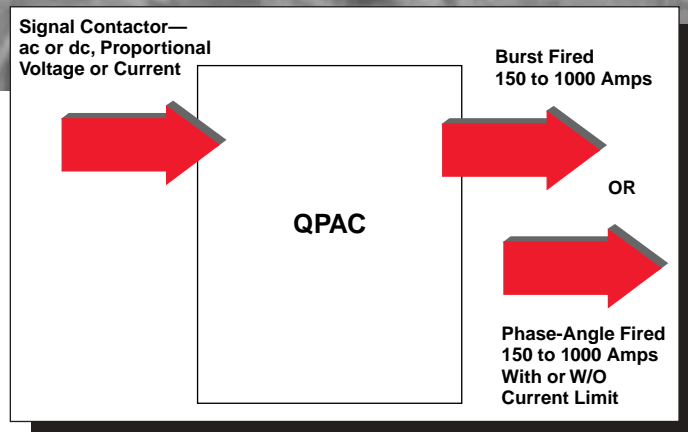 Signal Contactor—
ac or dc, Proportional
Voltage or Current
Burst Fired
150 to 1000 Amps
QPAC
OR
Phase-Angle Fired
150 to 1000 Amps
With or W/O
Current Limit